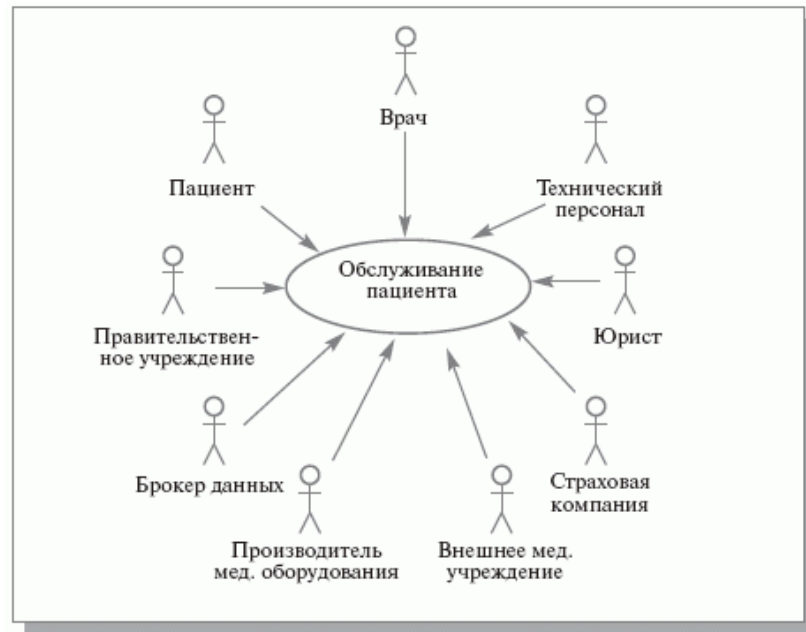 Врач
Пациент
Технический
персонал
Обслуживание
пациента
Правительствен-
ное учреждение
Юрист
Брокер данных
Страховая
компания
Производитель
мед. оборудования
Внешнее мед.
учреждение